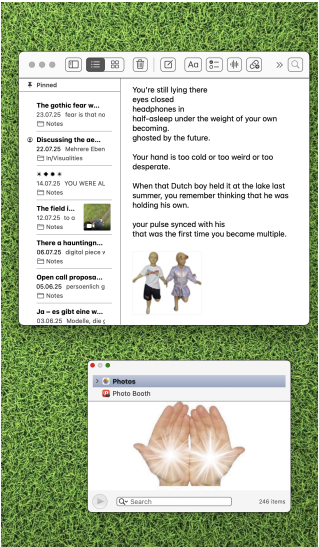 Aa
»
Pinned
The gothic fear w...
23.07.25 fear is that no
Notes
Discussing the ae...
22.07.25 Mehrere Eben
In/Visualities
14.07.25 YOU WERE AL
Notes
The field i...
12.07.25 to a
Notes
There a hauntingn...
06.07.25 digital piece v
Notes
Open call proposa...
05.06.25 persoenlich g
Notes
Ja – es gibt eine w...
03.06.25 Modelle, die g
You're still lying there
eyes closed
headphones in
half-asleep under the weight of your own
becoming.
ghosted by the future.
Your hand is too cold or too weird or too
desperate.
When that Dutch boy held it at the lake last
summer, you remember thinking that he was
holding his own.
your pulse synced with his
that was the first time you became multiple.
Photos
Photo Booth
Search
246 items